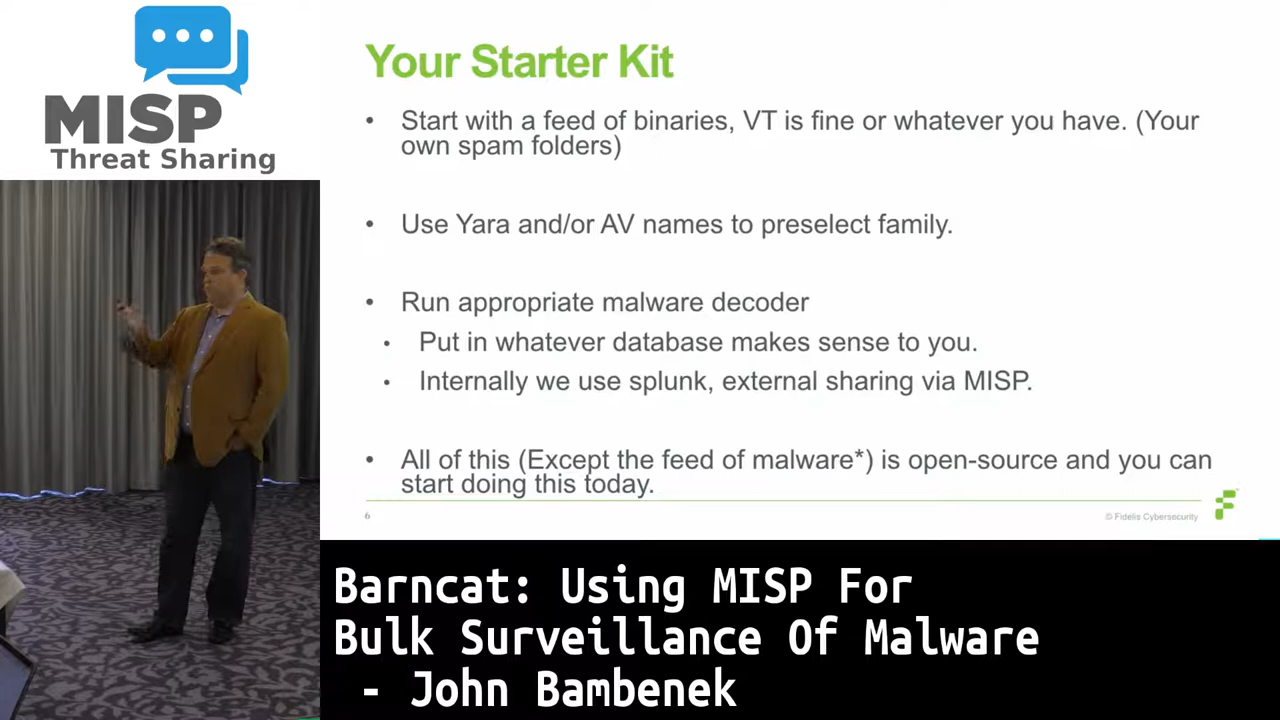 MISP
Threat Sharing
Your Starter Kit
• Start with a feed of binaries, VT is fine or whatever you have. (Your
own spam folders)
• Use Yara and/or AV names to preselect family.
• Run appropriate malware decoder
• Put in whatever database makes sense to you.
• Internally we use splunk, external sharing via MISP.
• All of this (Except the feed of malware*) is open-source and you can
start doing this today.
6
© Fidelis Cybersecurity
Barncat: Using MISP For
Bulk Surveillance Of Malware
- John Bambenek